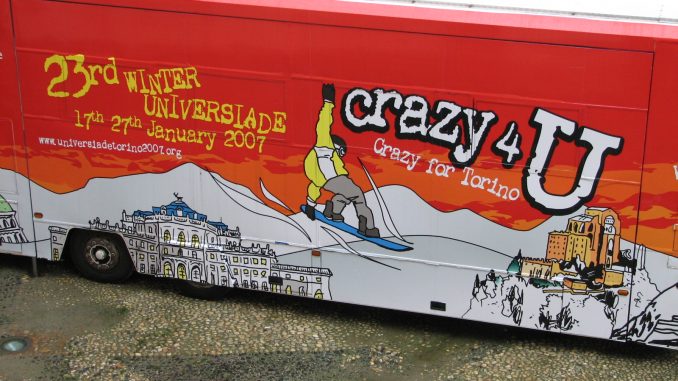 23rd WINTER
UNIVERSIADE
17th 27th January 2007
www.universiadetorino2007.org
crazy 4 U
Crazy for Torino